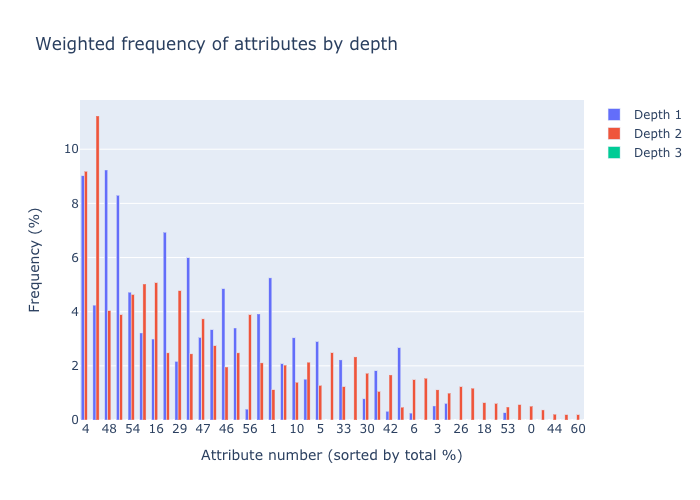 Weighted frequency of attributes by depth
Depth 1
Depth 2
Depth 3
Frequency (%)
10
8
6
4
2
0
4 48 54 16 29 47 46 56 1 10 5 33 30 42 6 3 26 18 53 0 44 60
Attribute number (sorted by total %)